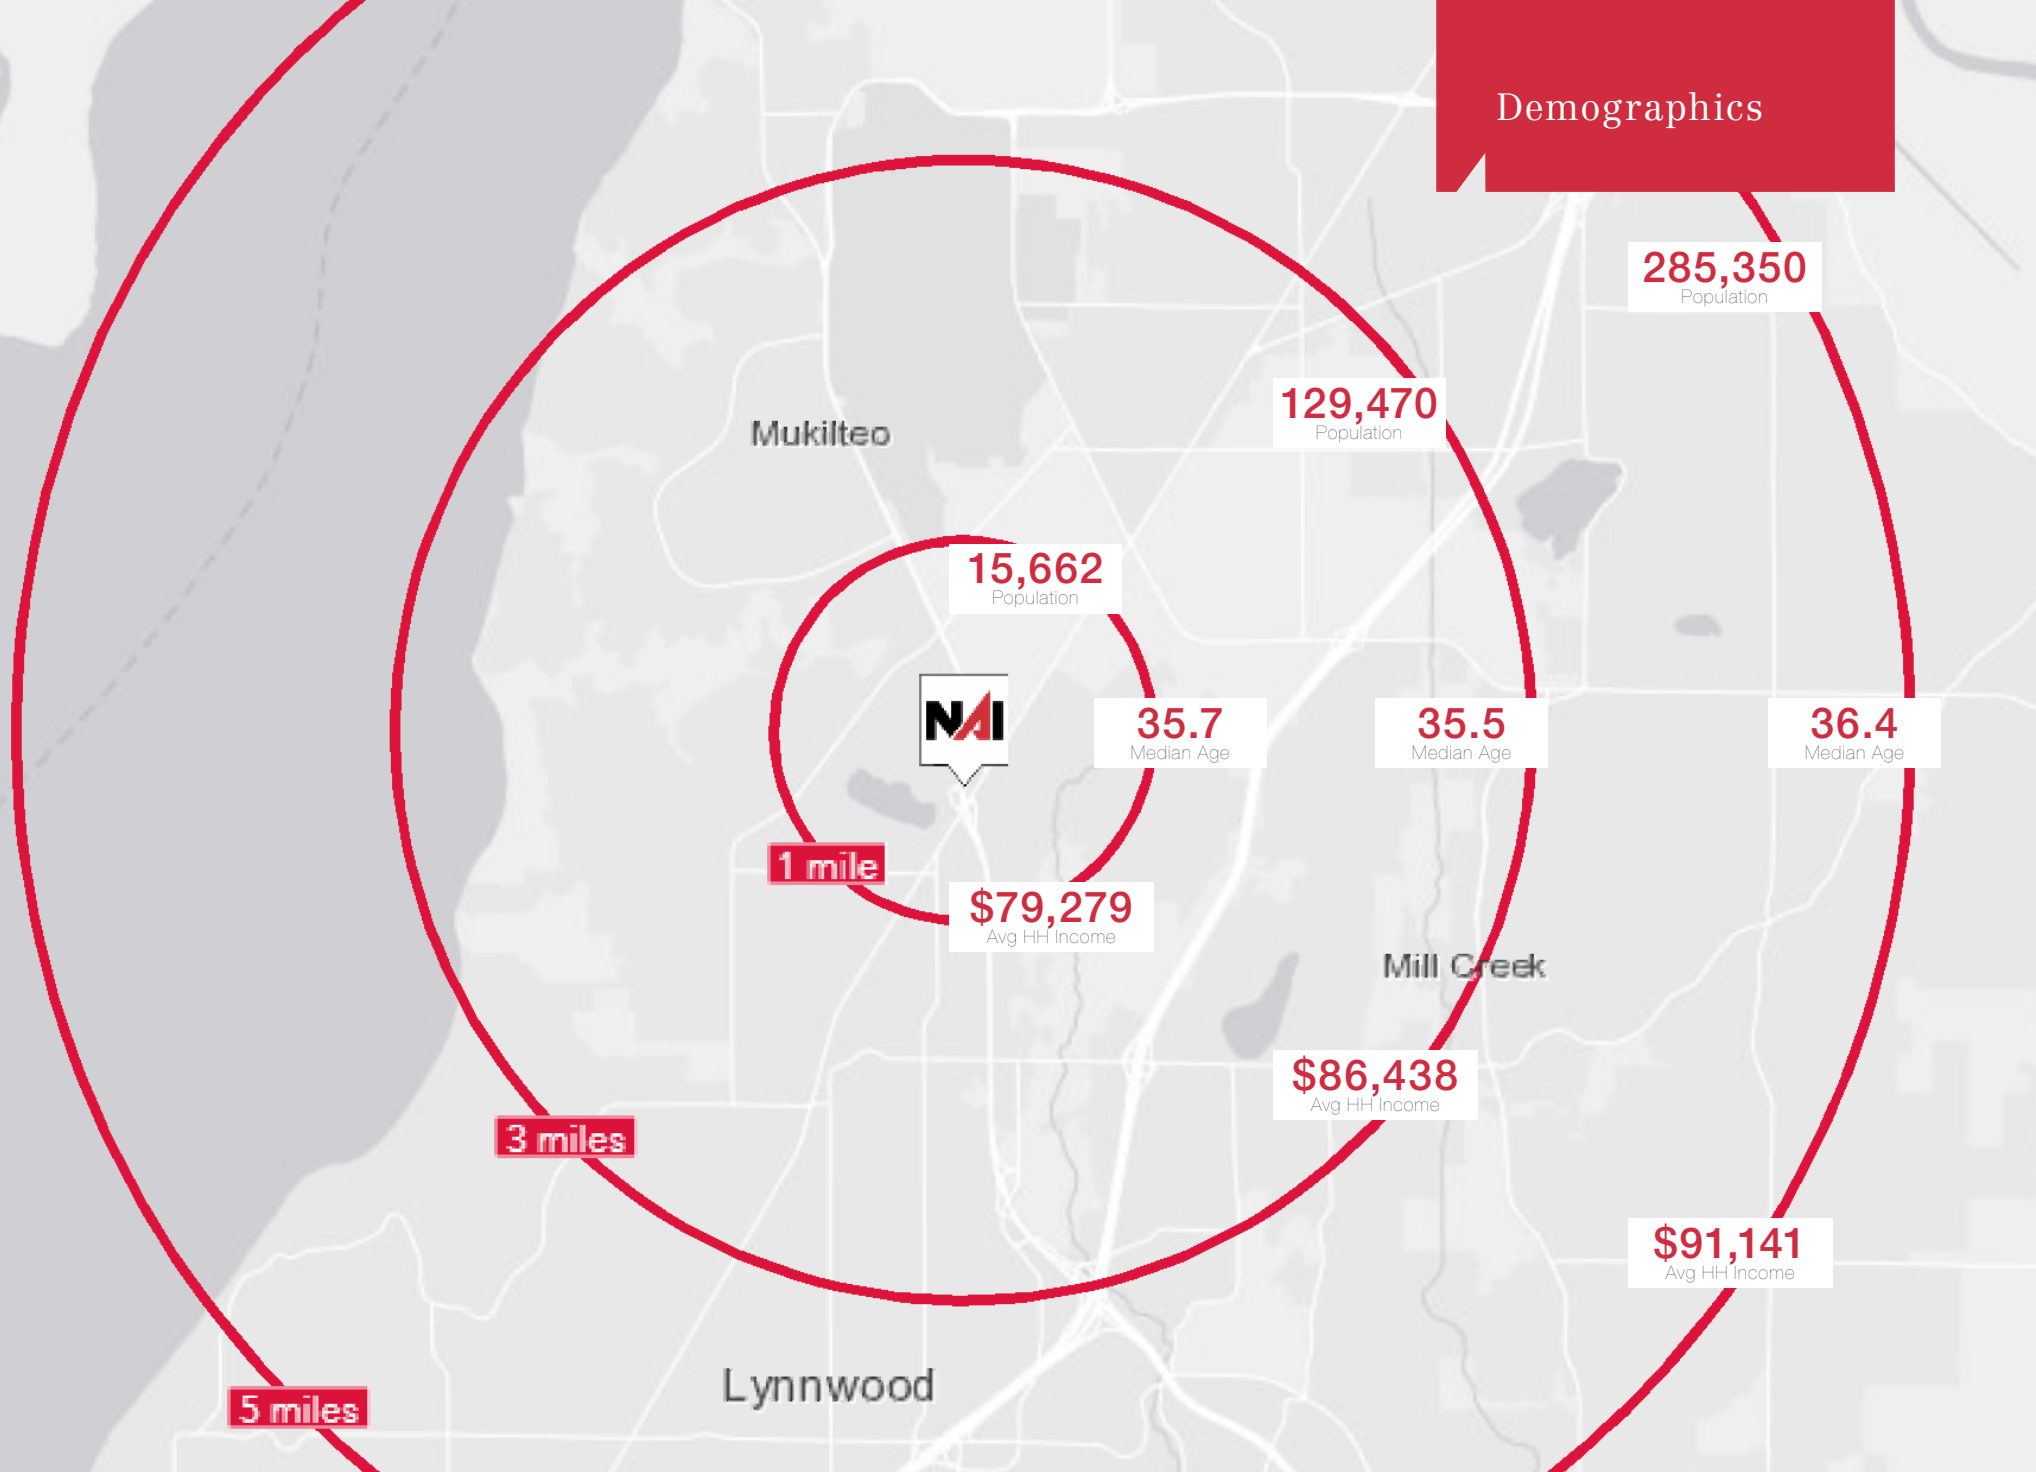 Demographics
285,350
Population
129,470
Population
Mukilteo
15,662
Population
NAI
35.7
Median Age
35.5
Median Age
36.4
Median Age
1 mile
$79,279
Avg HH Income
Mill Creek
$86,438
Avg HH Income
3 miles
$91,141
Avg HH Income
Lynnwood
5 miles